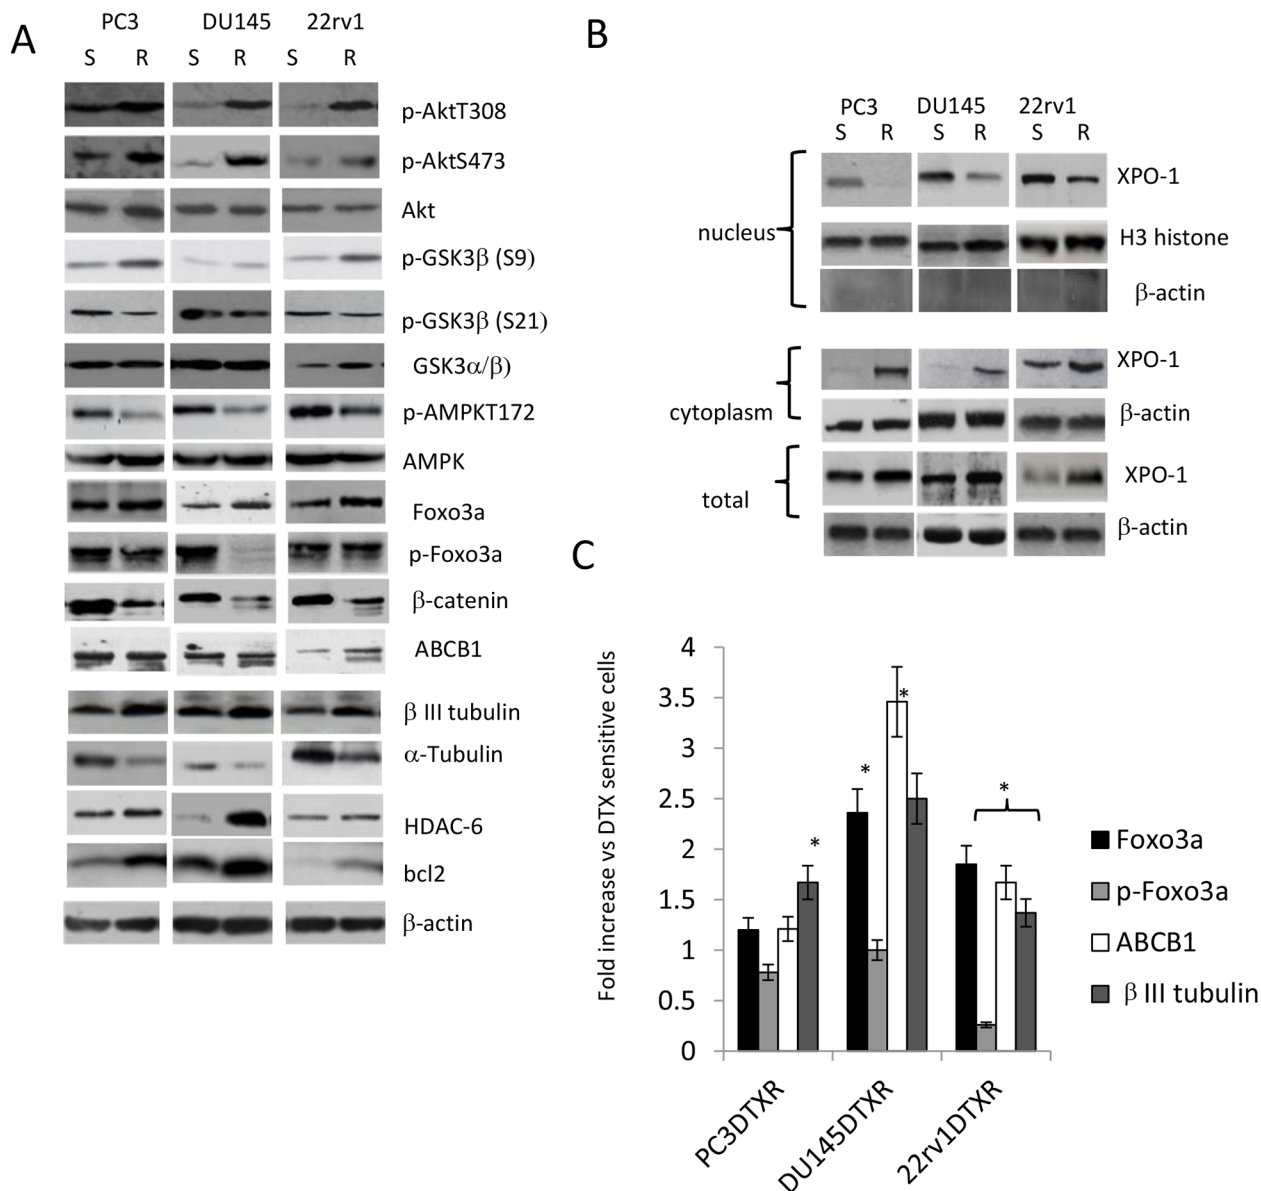 A
PC3 DU145 22rv1
S R S R S R
p-AktT308
p-AktS473
Akt
p-GSK3β (S9)
p-GSK3β (S21)
GSK3α/β)
p-AMPKT172
AMPK
Foxo3a
p-Foxo3a
β-catenin
ABCB1
β III tubulin
α-Tubulin
HDAC-6
bcl2
β-actin
B
PC3 DU145 22rv1
S R S R S R
nucleus
XPO-1
H3 histone
β-actin
cytoplasm
XPO-1
β-actin
total
XPO-1
β-actin
C
Fold increase vs DTX sensitive cells
4
3.5
3
2.5
2
1.5
1
0.5
0
*
*
*
*
PC3DTXR
DU145DTXR
22rv1DTXR
Foxo3a
p-Foxo3a
ABCB1
β III tubulin